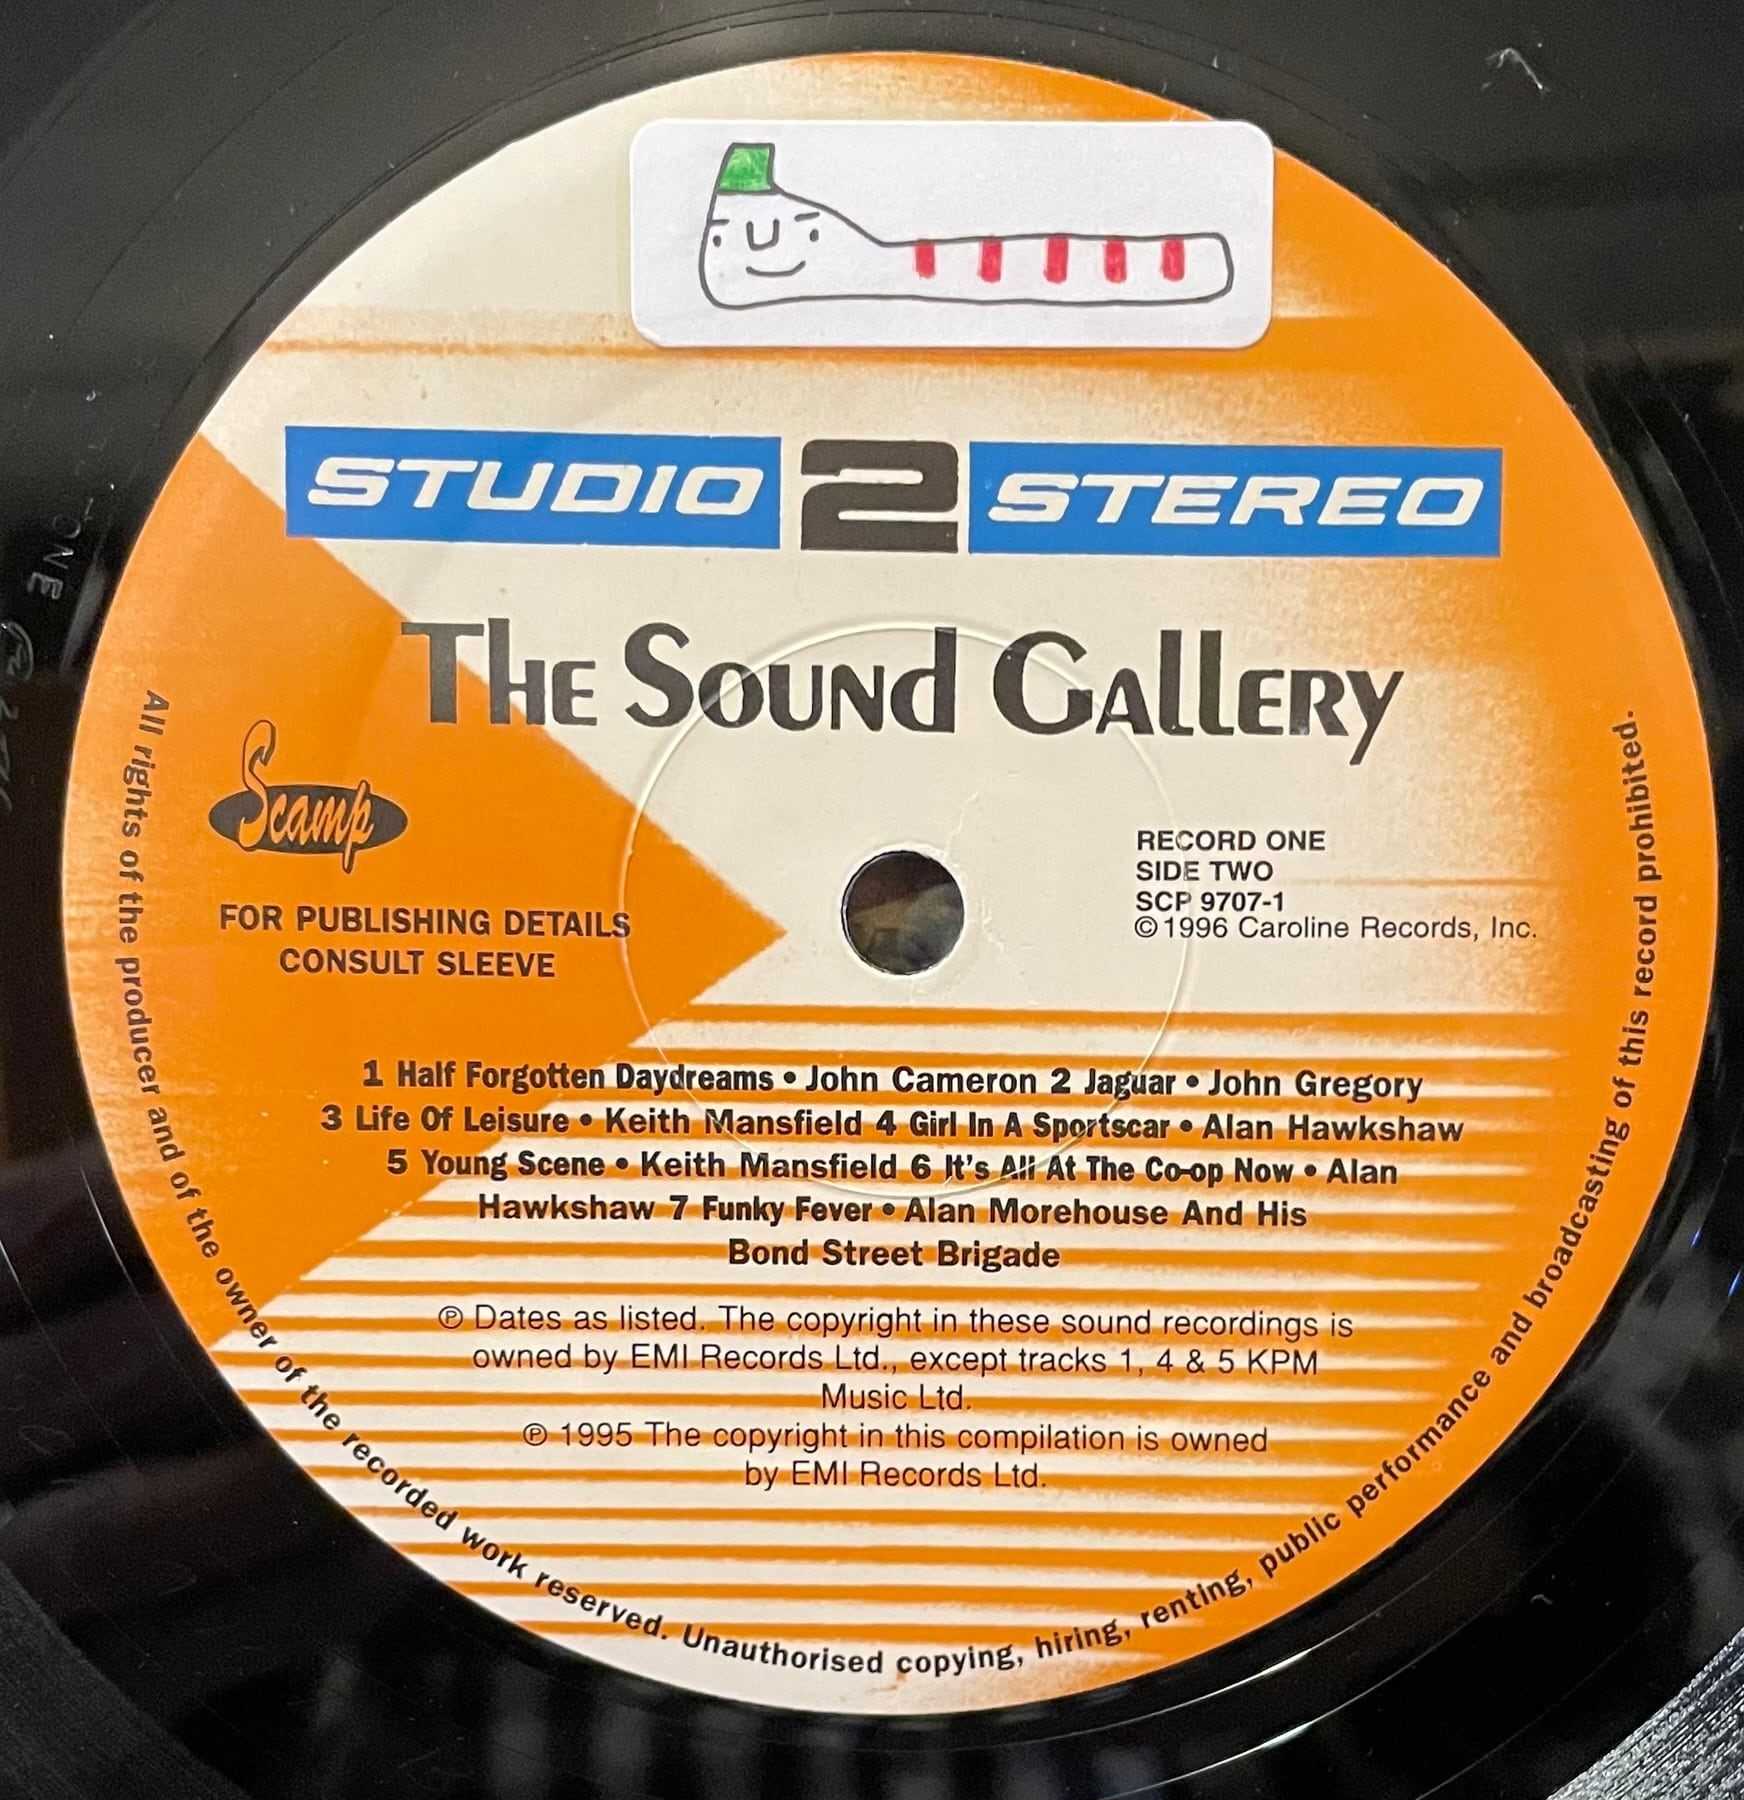 STUDIO 2 STEREO
The Sound Gallery
Scamp
FOR PUBLISHING DETAILS
CONSULT SLEEVE
RECORD ONE
SIDE TWO
SCP 9707-1
©1996 Caroline Records, Inc.
1 Half Forgotten Daydreams • John Cameron 2 Jaguar • John Gregory
3 Life Of Leisure • Keith Mansfield 4 Girl In A Sportscar • Alan Hawkshaw
5 Young Scene • Keith Mansfield 6 It's All At The Co-op Now • Alan
Hawkshaw 7 Funky Fever • Alan Morehouse And His
Bond Street Brigade
℗ Dates as listed. The copyright in these sound recordings is
owned by EMI Records Ltd., except tracks 1, 4 & 5 KPM
Music Ltd.
℗ 1995 The copyright in this compilation is owned
by EMI Records Ltd.
All rights of the producer and of the owner of the recorded work reserved. Unauthorised copying, hiring, renting, public performance and broadcasting of this record prohibited.